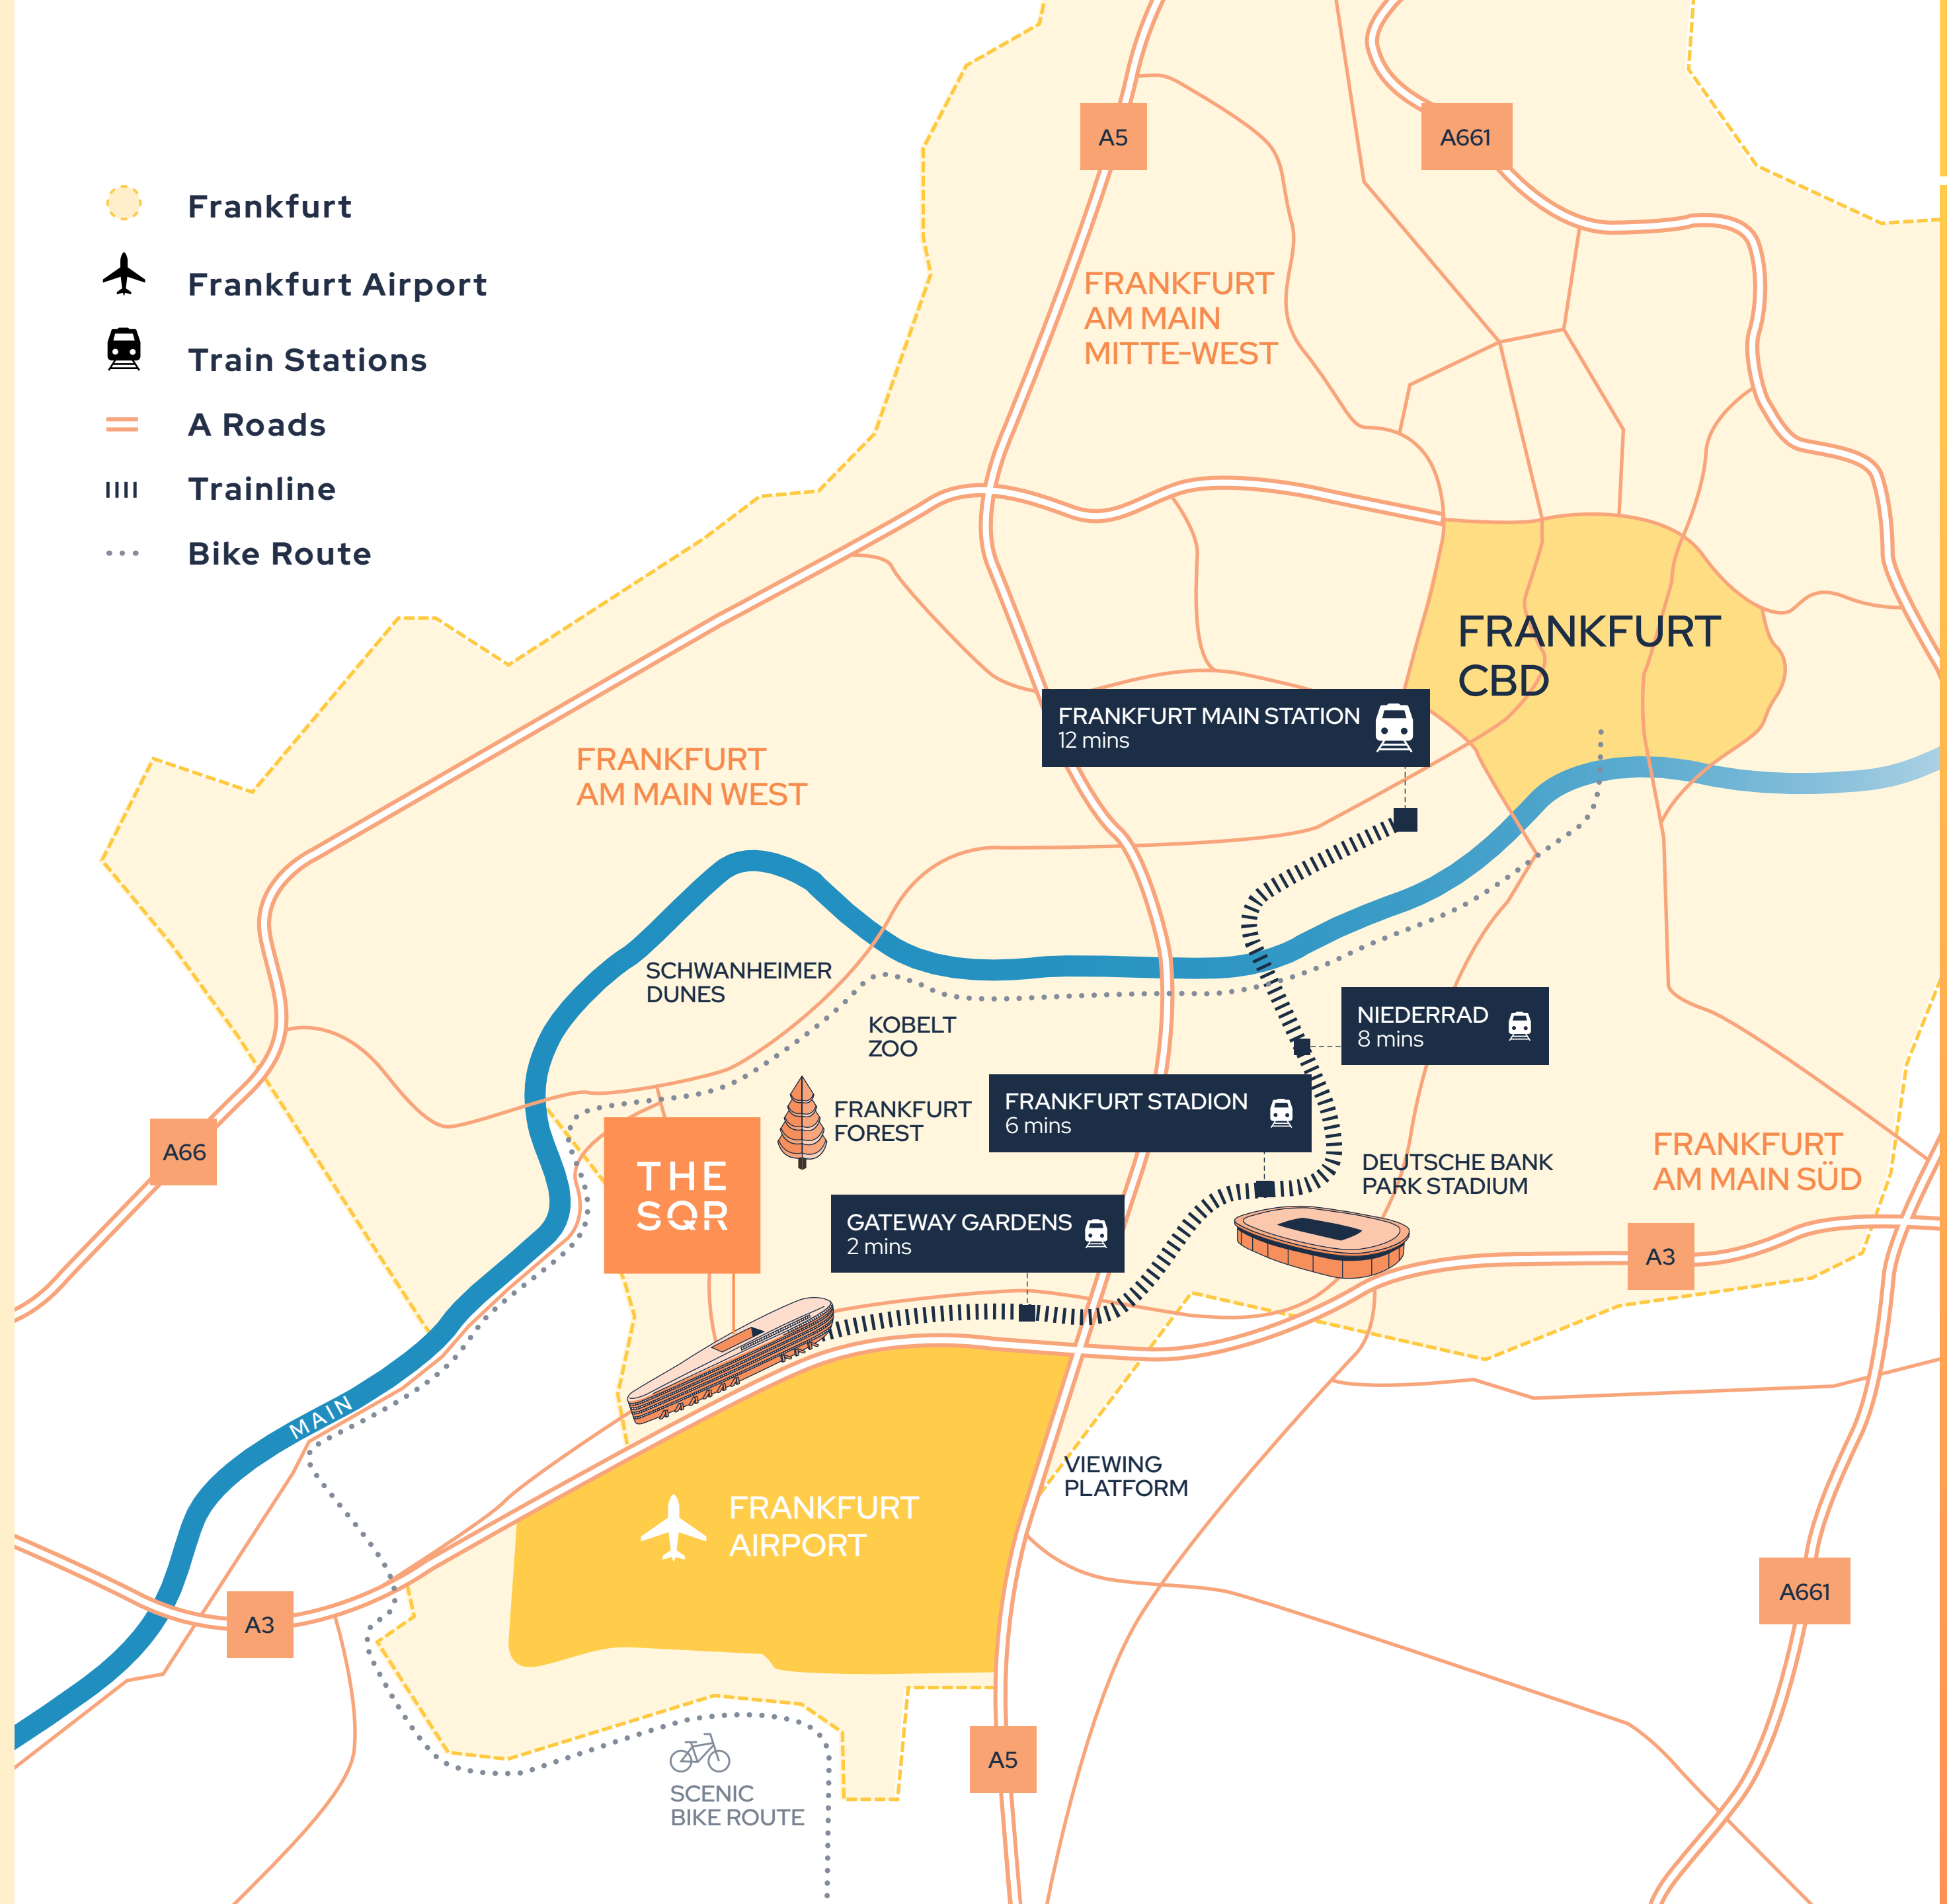 Frankfurt
Frankfurt Airport
Train Stations
A Roads
Trainline
Bike Route
A5
A661
FRANKFURT
AM MAIN
MITTE-WEST
FRANKFURT
CBD
FRANKFURT MAIN STATION
12 mins
FRANKFURT
AM MAIN WEST
SCHWANHEIMER
DUNES
KOBELT
ZOO
NIEDERRAD
8 mins
FRANKFURT STADION
6 mins
FRANKFURT
FOREST
A66
THE
SQR
DEUTSCHE BANK
PARK STADIUM
FRANKFURT
AM MAIN SÜD
GATEWAY GARDENS
2 mins
A3
MAIN
VIEWING
PLATFORM
FRANKFURT
AIRPORT
A661
A3
A5
SCENIC
BIKE ROUTE